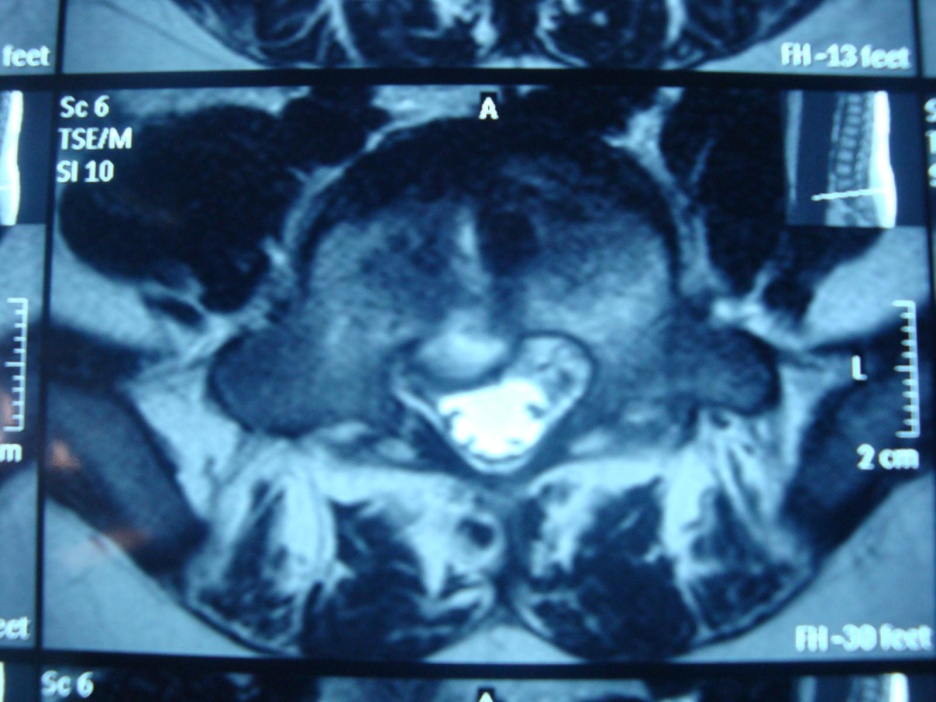 feet
FH -13 feet
A
Sc 6
TSE/M
SI 10
L
2 cm
m
FH -30 feet
eet
Sc 6
A